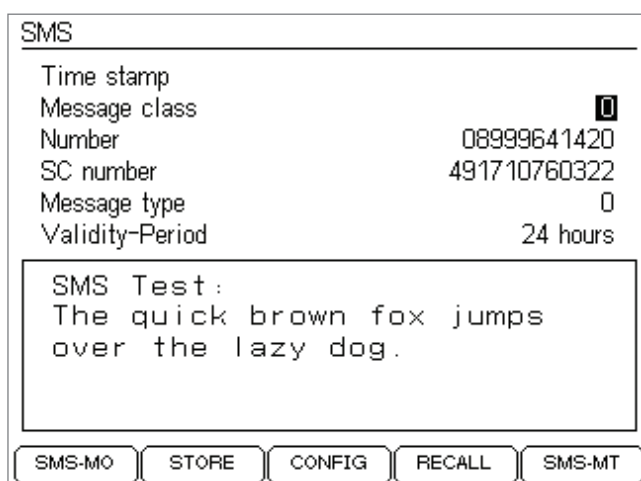 SMS
Time stamp
Message class 0
Number 08999641420
SC number 491710760322
Message type 0
Validity-Period 24 hours
SMS Test:
The quick brown fox jumps
over the lazy dog.
SMS-MO STORE CONFIG RECALL SMS-MT